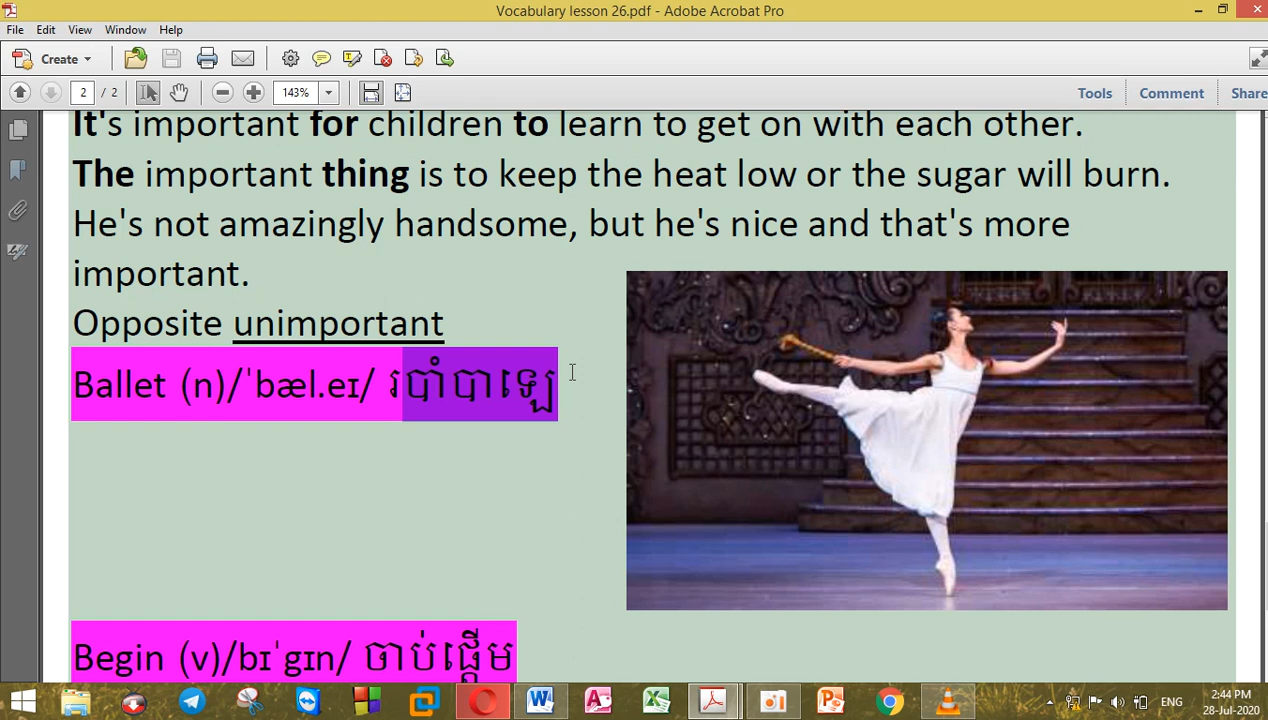 Vocabulary lesson 26.pdf - Adobe Acrobat Pro
File Edit View Window Help
Create
2 / 2 143% Tools Comment Share
It's important for children to learn to get on with each other.
The important thing is to keep the heat low or the sugar will burn.
He's not amazingly handsome, but he's nice and that's more
important.
Opposite unimportant
Ballet (n)/ˈbæl.eɪ/ របាំបាឡេ
Begin (v)/bɪˈɡɪn/ ចាប់ផ្តើម
ENG 2:44 PM
28-Jul-2020